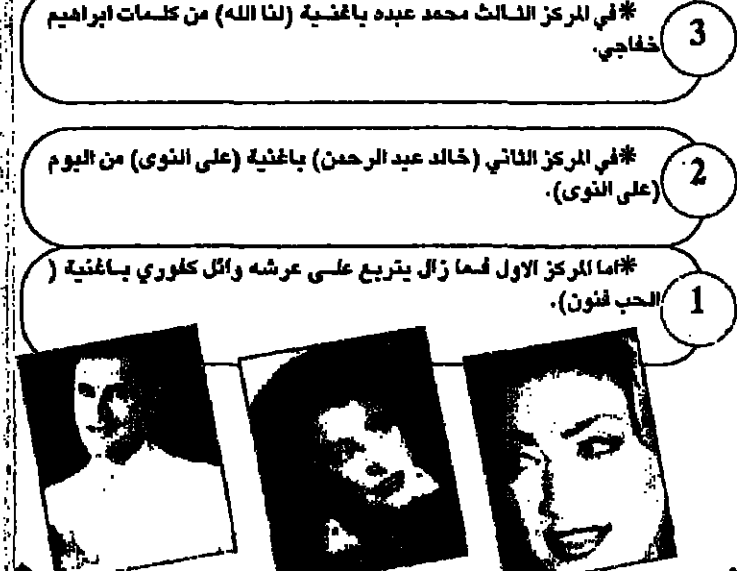 3
*في المركز الثالث محمد عبده باغنية (لنا الله) من كلمات ابراهيم
خفاجي.
2
*في المركز الثاني (خالد عبد الرحمن) باغنية (على النوى) من البوم
(على النوى).
1
*اما المركز الاول فما زال يتربع على عرشه وائل كفوري باغنية (
الحب فنون).